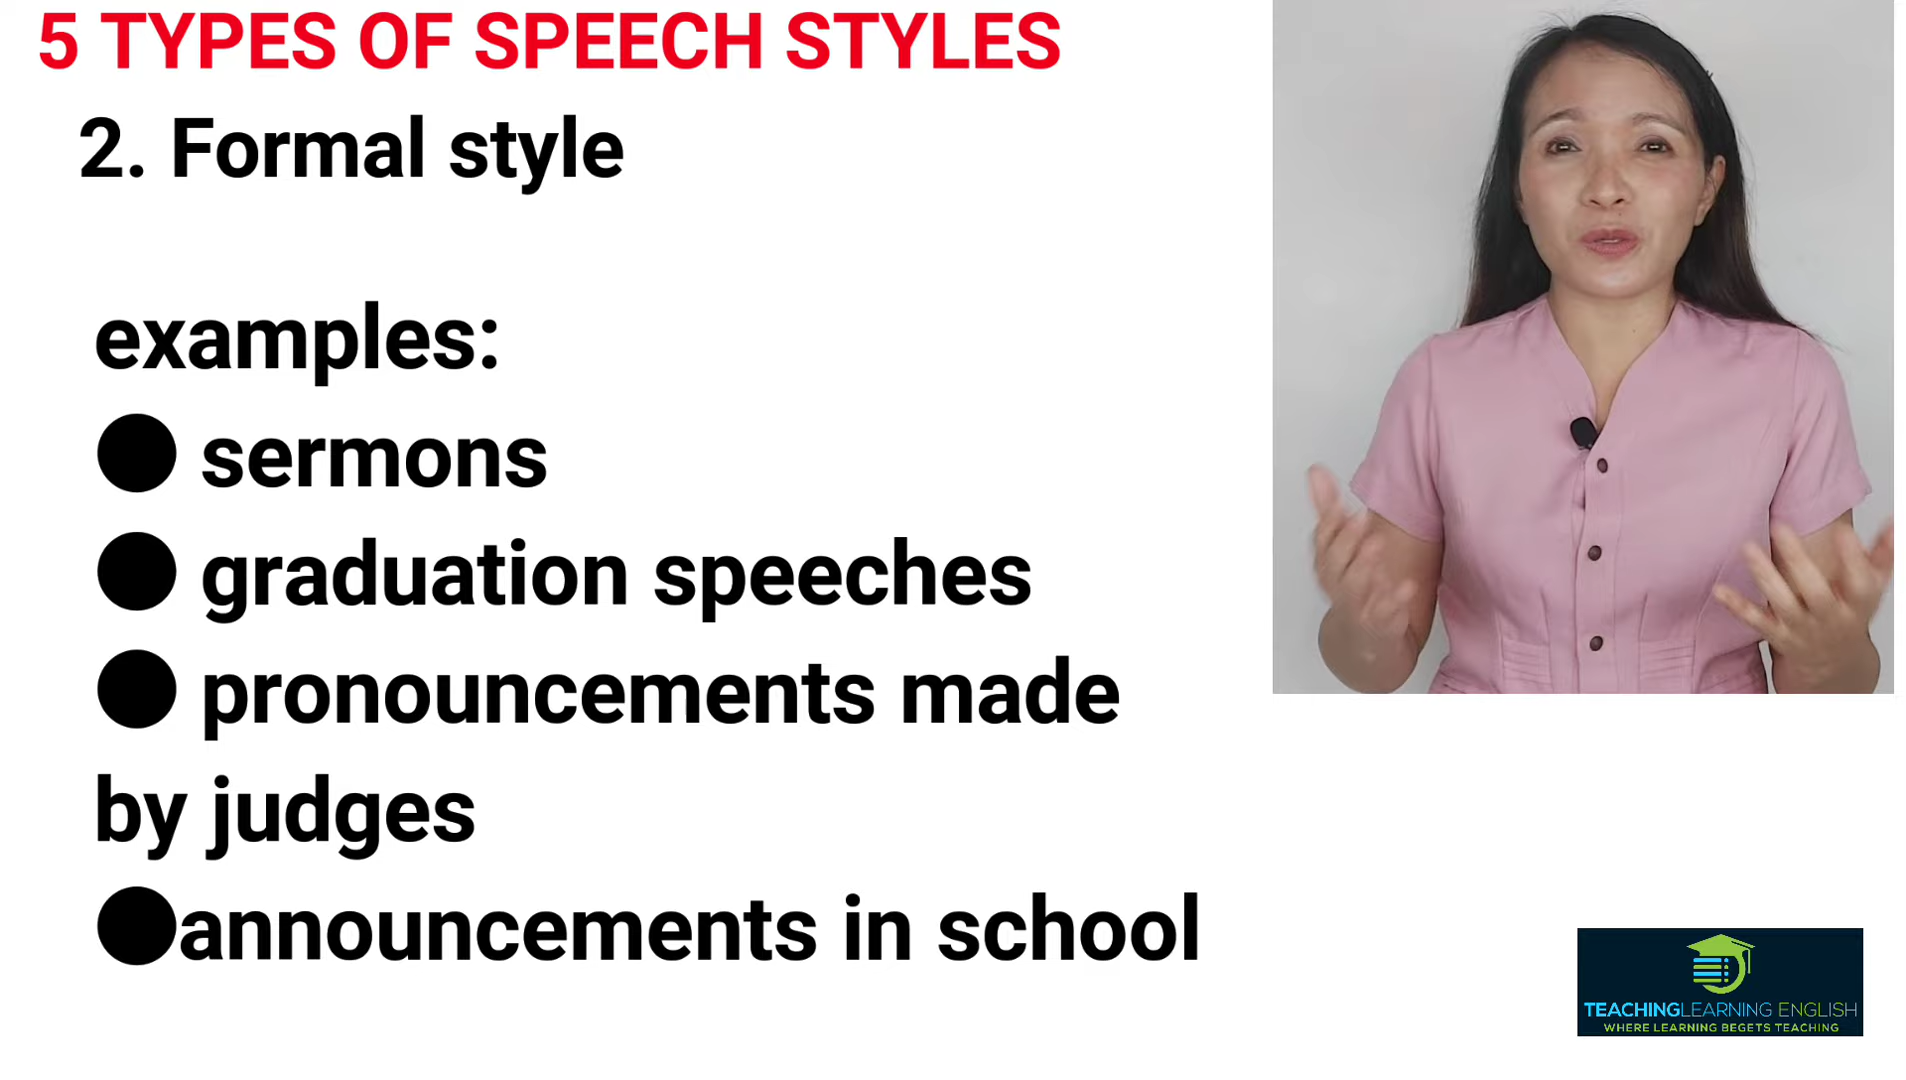 5 TYPES OF SPEECH STYLES
2. Formal style
examples:
● sermons
● graduation speeches
● pronouncements made
by judges
●announcements in school
TEACHINGLEARNING ENGLISH
WHERE LEARNING BEGETS TEACHING